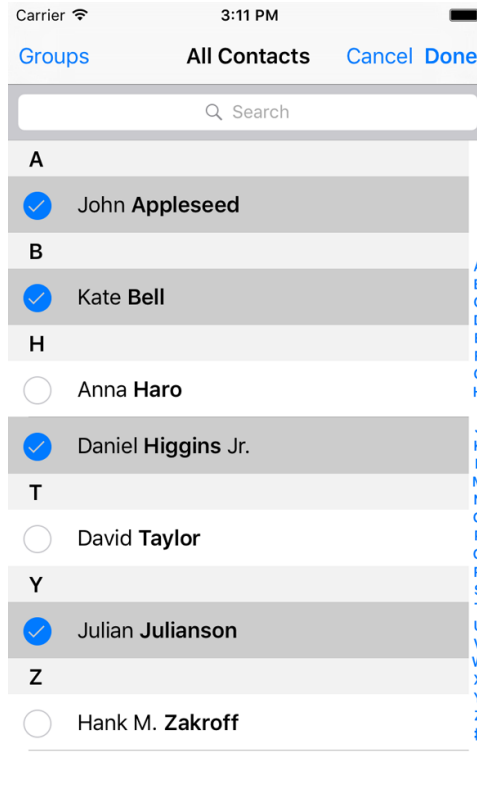 Carrier 3:11 PM
Groups All Contacts Cancel Done
Search
A
John Appleseed
B
Kate Bell
H
Anna Haro
Daniel Higgins Jr.
T
David Taylor
Y
Julian Julianson
Z
Hank M. Zakroff